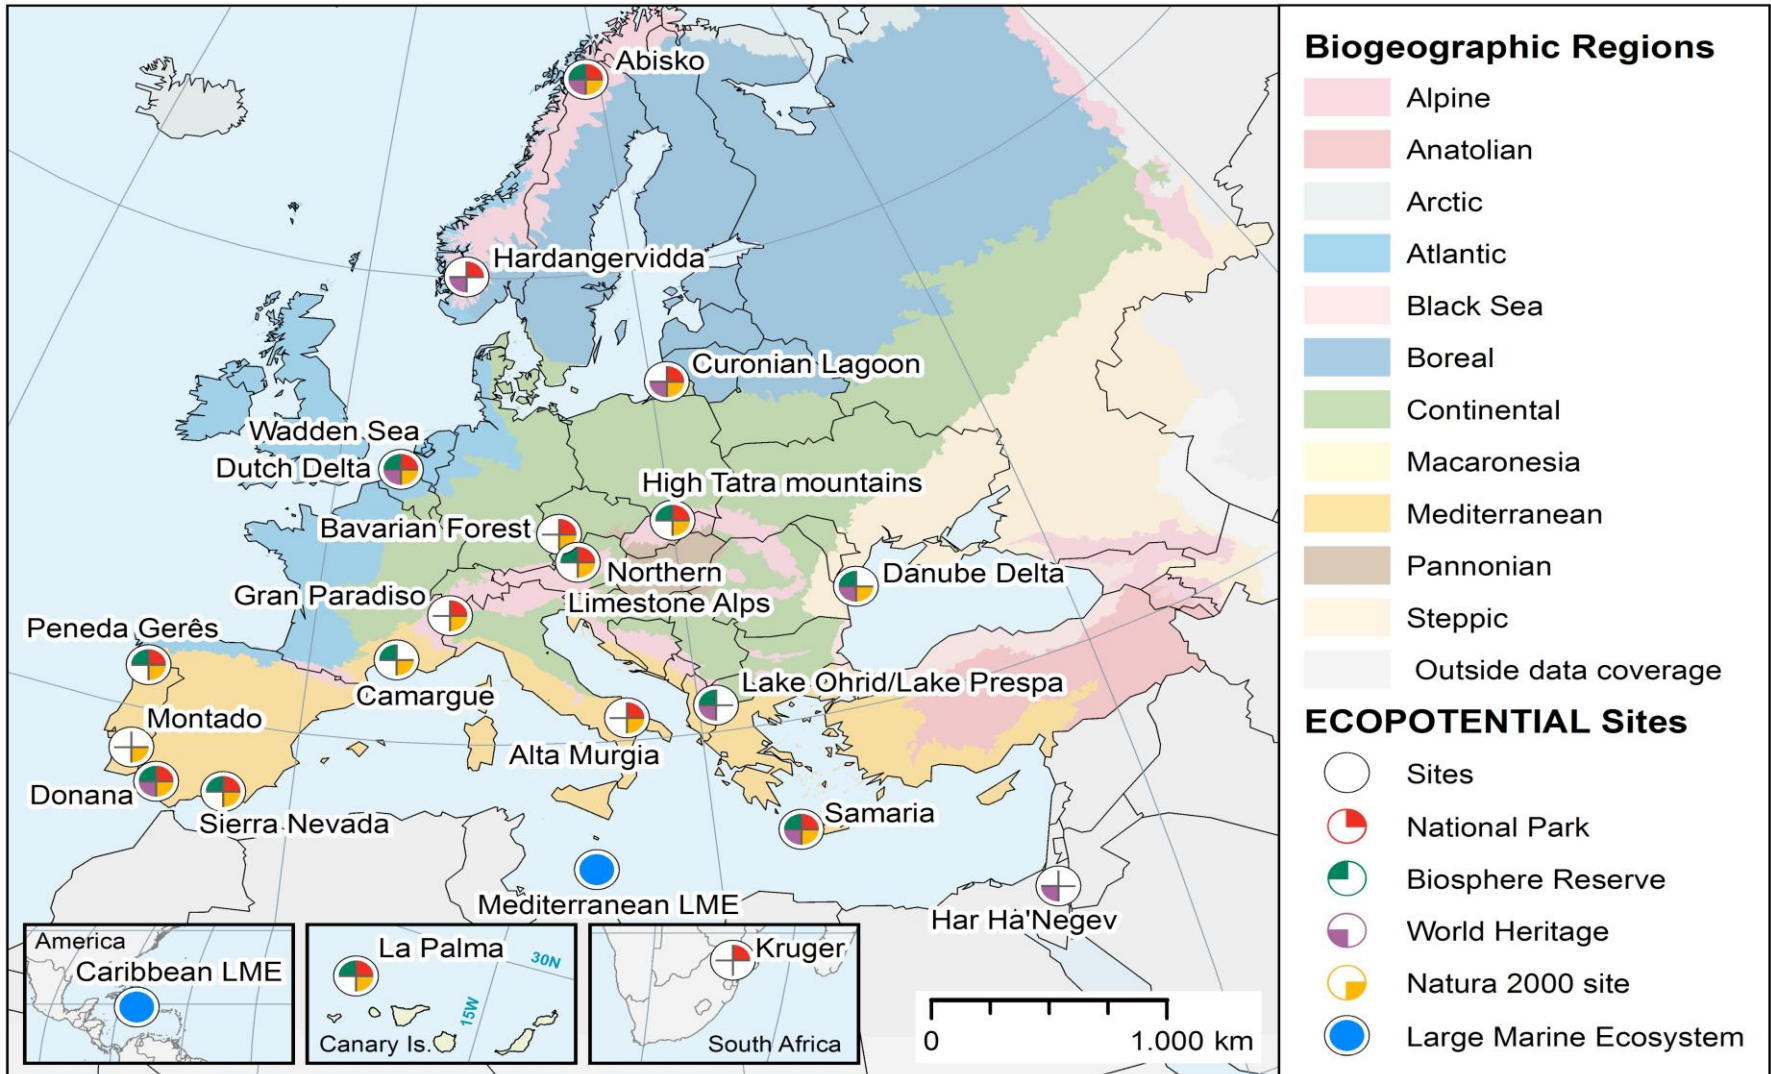 Abisko
Hardangervidda
Curonian Lagoon
Wadden Sea
Dutch Delta
High Tatra mountains
Bavarian Forest
Northern
Limestone Alps
Danube Delta
Gran Paradiso
Peneda Gerês
Camargue
Lake Ohrid/Lake Prespa
Montado
Alta Murgia
Donana
Sierra Nevada
Samaria
Mediterranean LME
Har Ha'Negev
America
Caribbean LME
La Palma
30N
15W
Canary Is.
Kruger
South Africa
0
1.000 km
Biogeographic Regions
Alpine
Anatolian
Arctic
Atlantic
Black Sea
Boreal
Continental
Macaronesia
Mediterranean
Pannonian
Steppic
Outside data coverage
ECOPOTENTIAL Sites
Sites
National Park
Biosphere Reserve
World Heritage
Natura 2000 site
Large Marine Ecosystem